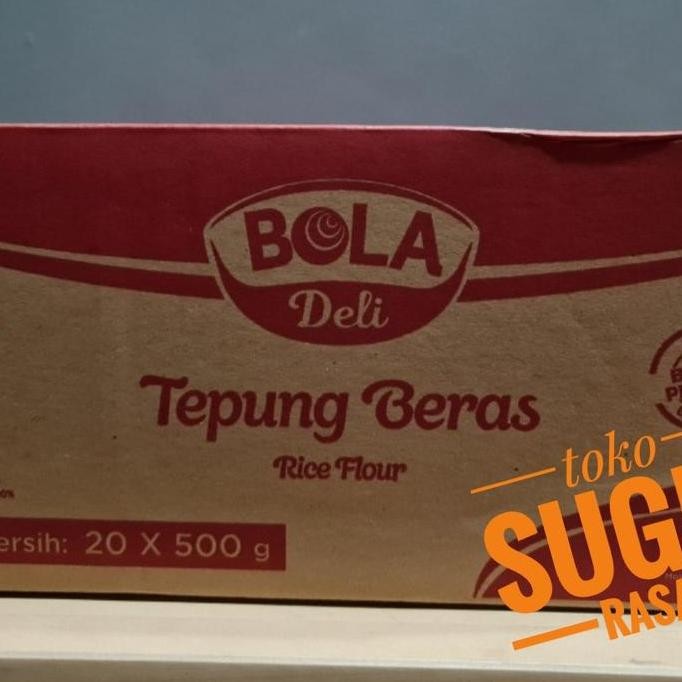 BOLA
Deli
Tepung Beras
Rice Flour
ersih: 20 X 500 g
toko
SUG
RASA